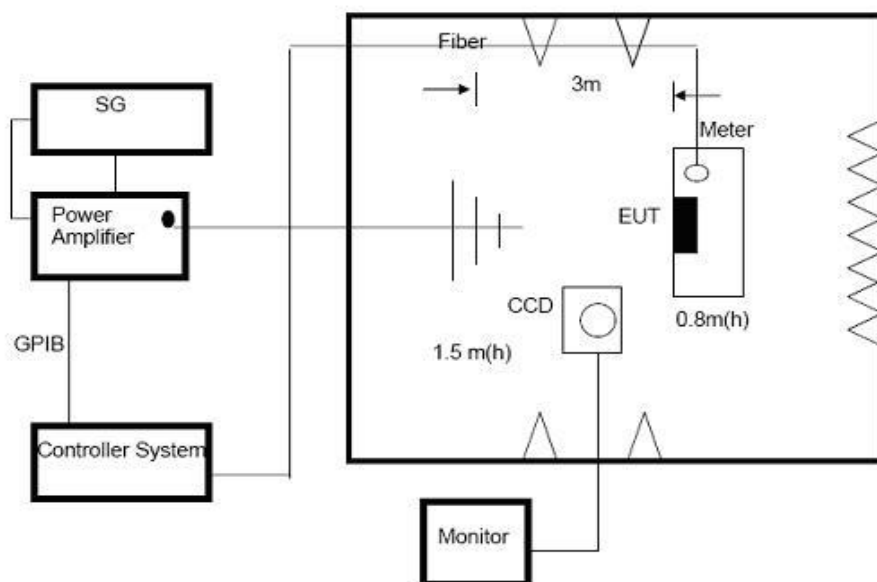 Fiber
SG
3m
Meter
Power
Amplifier
EUT
CCD
0.8m(h)
GPIB
1.5 m(h)
Controller System
Monitor